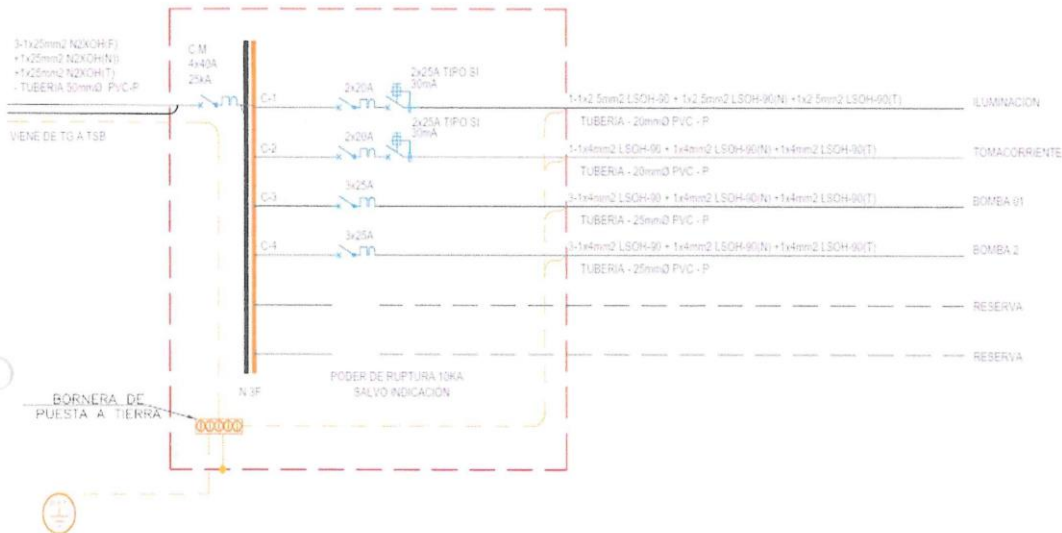 3-1x25mm2 N2XOH(F)
+1x25mm2 N2XOH(N)
+1x25mm2 N2XOH(T)
- TUBERIA 50mmØ PVC-P
VIENE DE TG A TSB
C.M
4x40A
25kA
C-1
2x20A
2x25A TIPO SI
30mA
1-1x2.5mm2 LSOH-90 + 1x2.5mm2 LSOH-90(N) +1x2.5mm2 LSOH-90(T)
TUBERIA - 20mmØ PVC - P
ILUMINACION
C-2
2x20A
2x25A TIPO SI
30mA
1-1x4mm2 LSOH-90 + 1x4mm2 LSOH-90(N) +1x4mm2 LSOH-90(T)
TUBERIA - 20mmØ PVC - P
TOMACORRIENTE
C-3
3x25A
3-1x4mm2 LSOH-90 + 1x4mm2 LSOH-90(N) +1x4mm2 LSOH-90(T)
TUBERIA - 25mmØ PVC - P
BOMBA 01
C-4
3x25A
3-1x4mm2 LSOH-90 + 1x4mm2 LSOH-90(N) +1x4mm2 LSOH-90(T)
TUBERIA - 25mmØ PVC - P
BOMBA 2
RESERVA
RESERVA
N 3F
PODER DE RUPTURA 10KA
SALVO INDICACIÓN
BORNERA DE
PUESTA A TIERRA